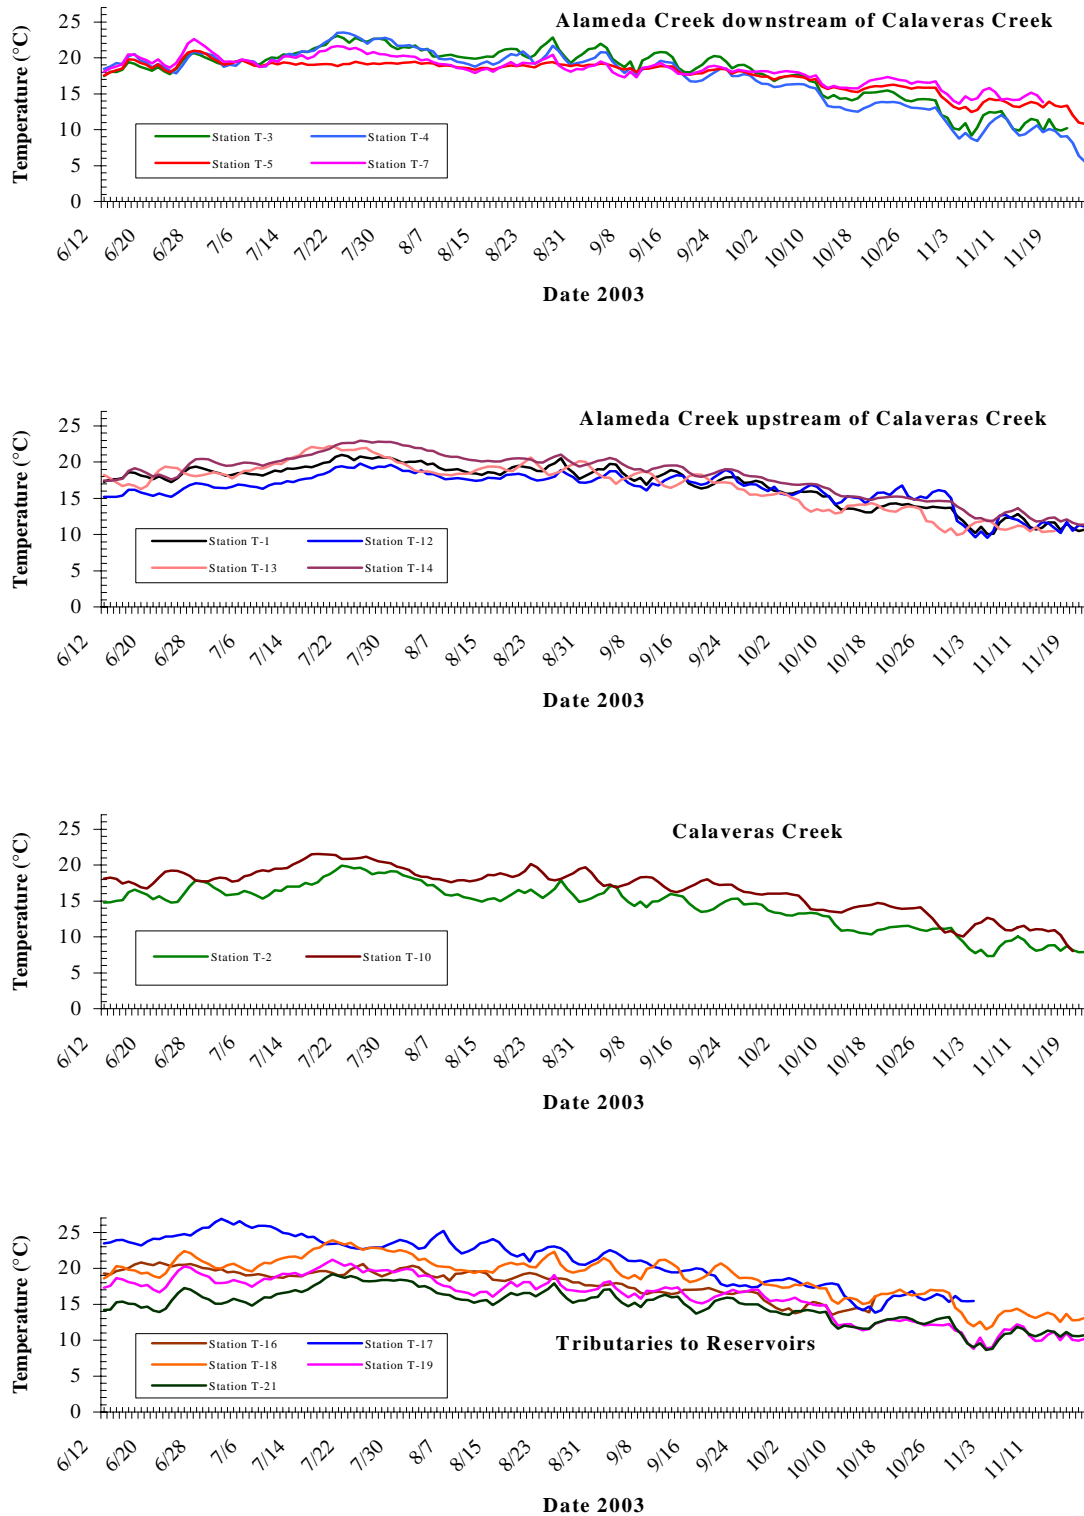 Alameda Creek downstream of Calaveras Creek
Temperature (°C)
25
20
15
10
5
0
Station T-3 Station T-4
Station T-5 Station T-7
6/12 6/20 6/28 7/6 7/14 7/22 7/30 8/7 8/15 8/23 8/31 9/8 9/16 9/24 10/2 10/10 10/18 10/26 11/3 11/11 11/19
Date 2003
Alameda Creek upstream of Calaveras Creek
Temperature (°C)
25
20
15
10
5
0
Station T-1 Station T-12
Station T-13 Station T-14
6/12 6/20 6/28 7/6 7/14 7/22 7/30 8/7 8/15 8/23 8/31 9/8 9/16 9/24 10/2 10/10 10/18 10/26 11/3 11/11 11/19
Date 2003
Calaveras Creek
Temperature (°C)
25
20
15
10
5
0
Station T-2 Station T-10
6/12 6/20 6/28 7/6 7/14 7/22 7/30 8/7 8/15 8/23 8/31 9/8 9/16 9/24 10/2 10/10 10/18 10/26 11/3 11/11 11/19
Date 2003
Temperature (°C)
25
20
15
10
5
0
Tributaries to Reservoirs
Station T-16 Station T-17
Station T-18 Station T-19
Station T-21
6/12 6/20 6/28 7/6 7/14 7/22 7/30 8/7 8/15 8/23 8/31 9/8 9/16 9/24 10/2 10/10 10/18 10/26 11/3 11/11
Date 2003